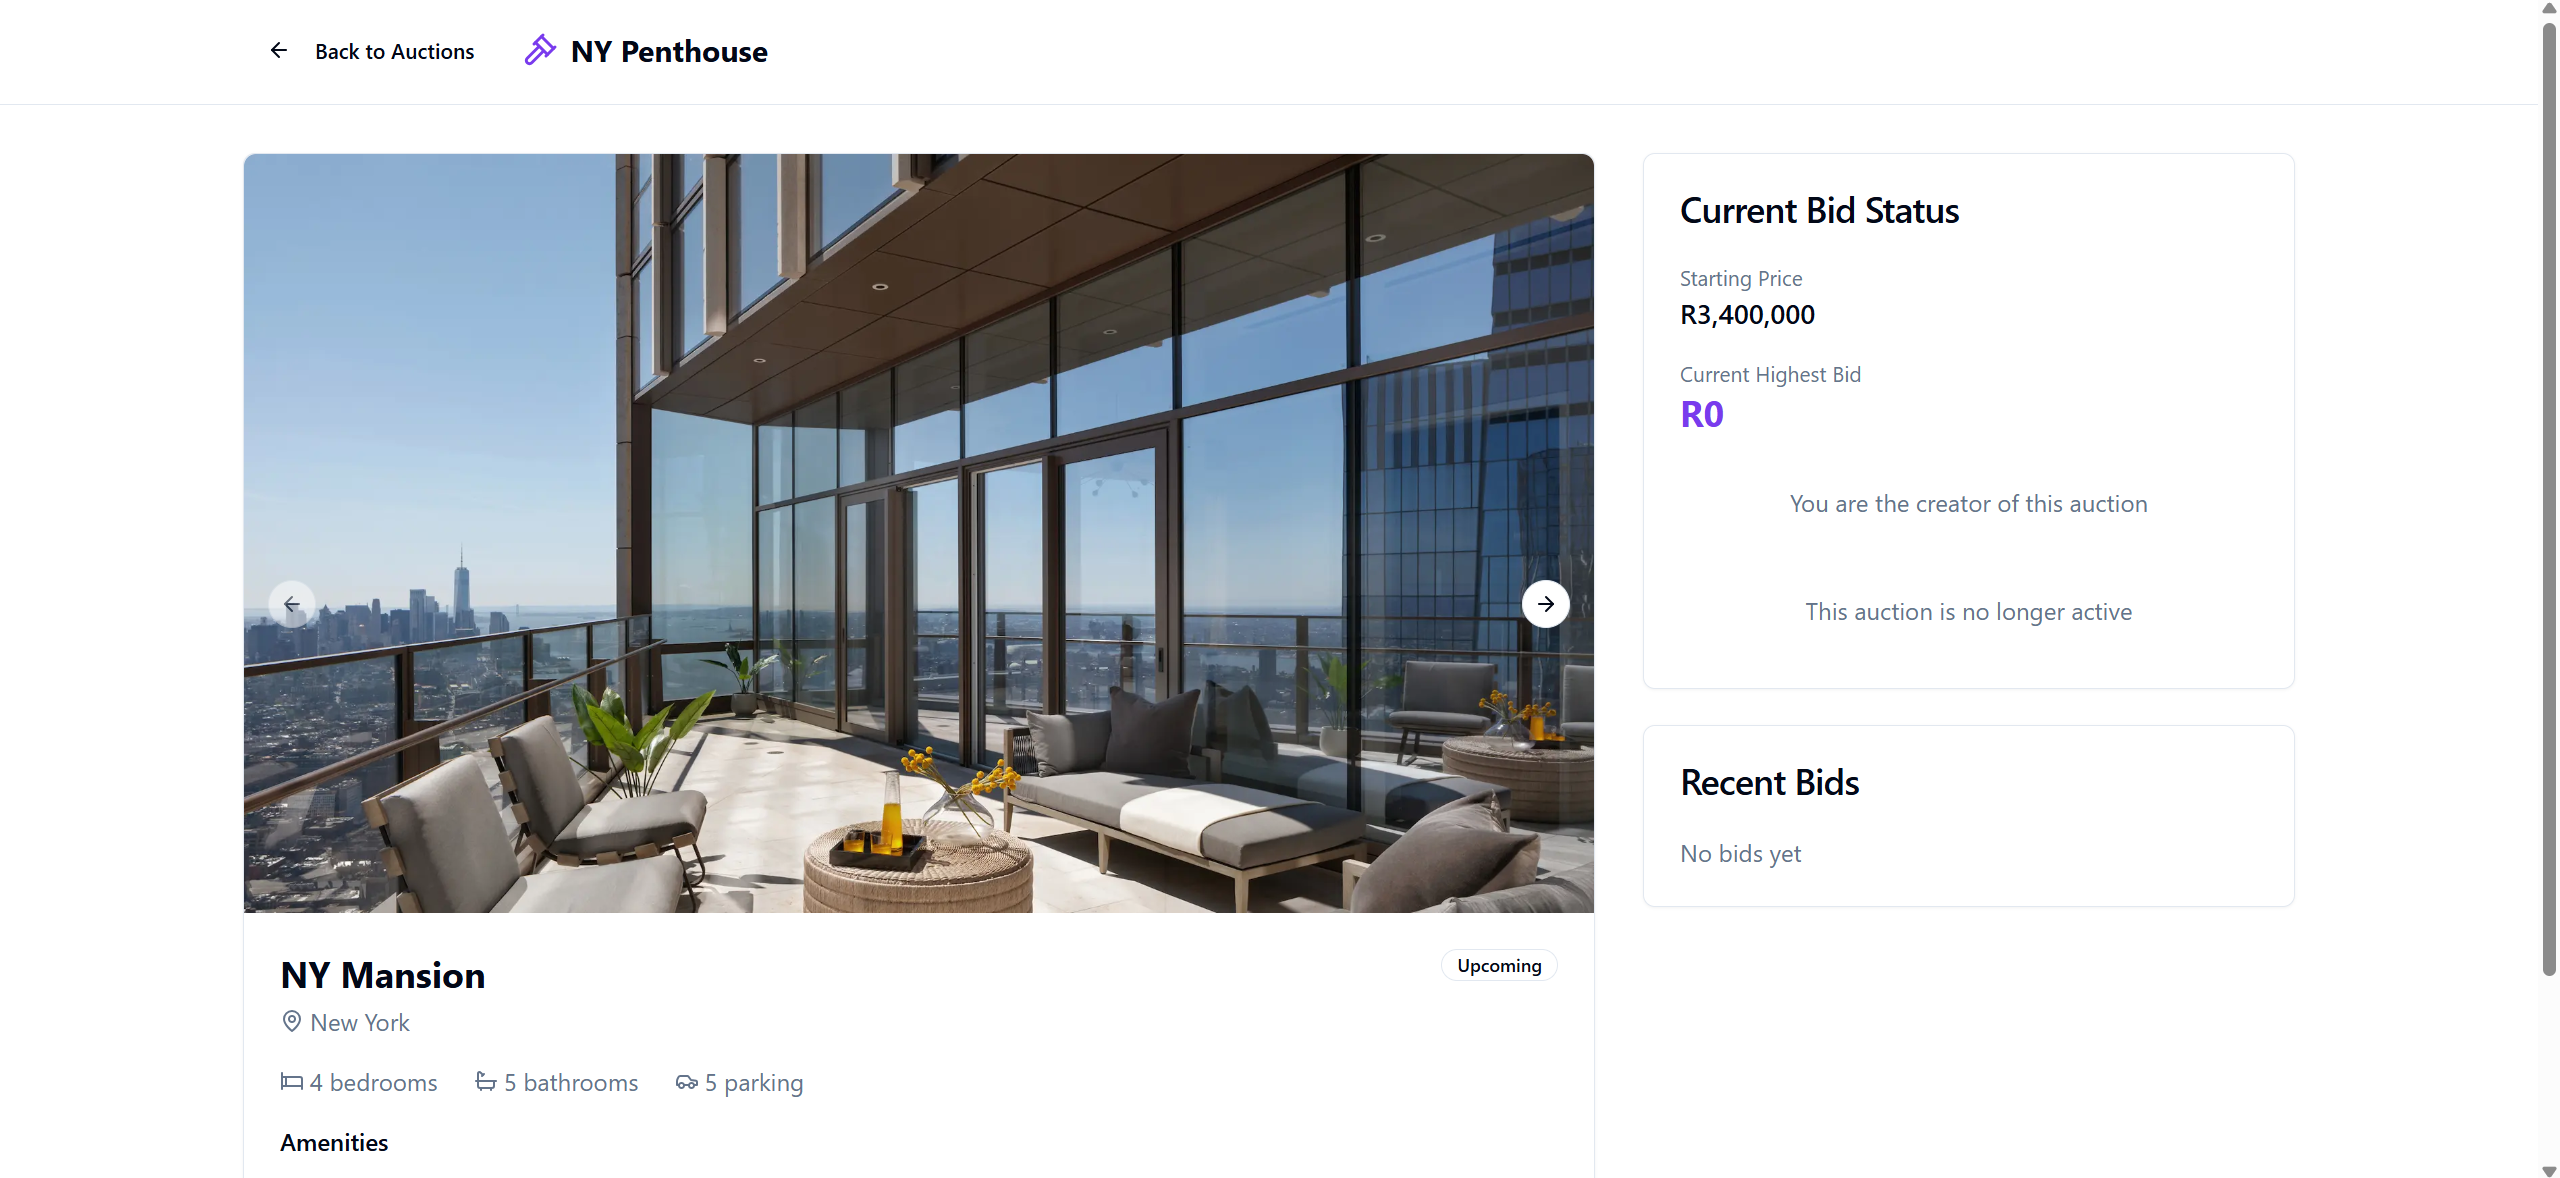 Back to Auctions
NY Penthouse
Current Bid Status
Starting Price
R3,400,000
Current Highest Bid
R0
You are the creator of this auction
This auction is no longer active
Recent Bids
No bids yet
NY Mansion
Upcoming
New York
4 bedrooms 5 bathrooms 5 parking
Amenities